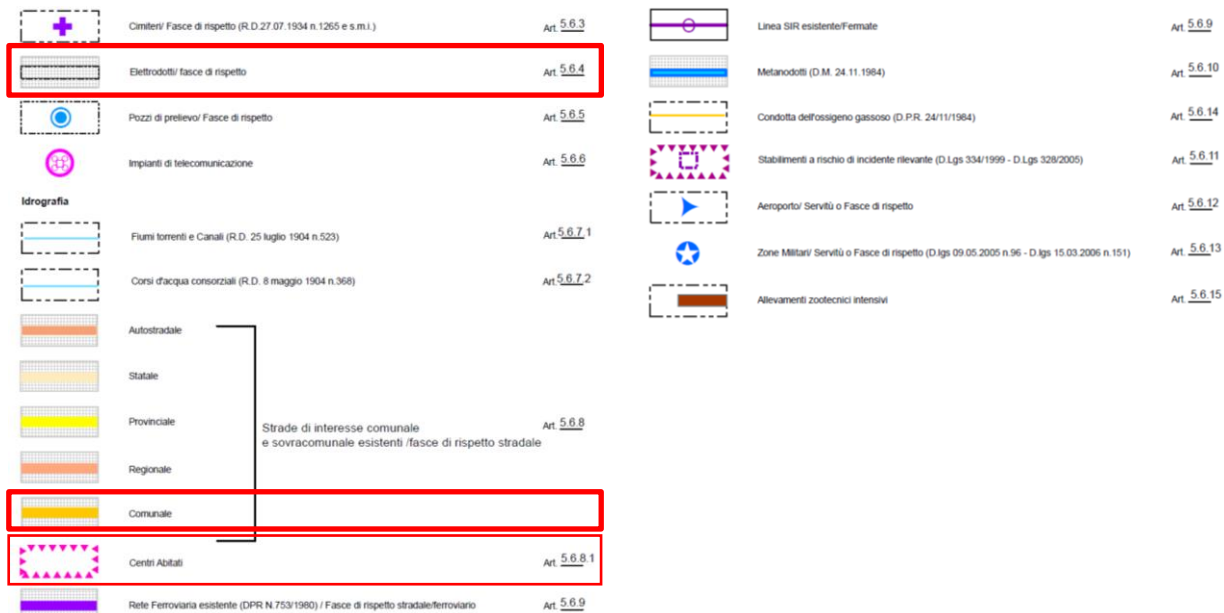 Cimiteri/ Fasce di rispetto (R.D.27.07.1934 n.1265 e s.m.i.) Art. 5.6.3
Elettrodotti/ fasce di rispetto Art. 5.6.4
Pozzi di prelievo/ Fasce di rispetto Art. 5.6.5
Impianti di telecomunicazione Art. 5.6.6
Idrografia
Fiumi torrenti e Canali (R.D. 25 luglio 1904 n.523) Art. 5.6.7.1
Corsi d'acqua consorziali (R.D. 8 maggio 1904 n.368) Art. 5.6.7.2
Autostradale
Statale
Provinciale
Strade di interesse comunale
e sovracomunale esistenti /fasce di rispetto stradale
Art. 5.6.8
Regionale
Comunale
Centri Abitati Art. 5.6.8.1
Rete Ferroviaria esistente (DPR N.753/1980) / Fasce di rispetto stradale/ferroviario Art. 5.6.9
Linea SIR esistente/Fermate Art. 5.6.9
Metanodotti (D.M. 24.11.1984) Art. 5.6.10
Condotta dell'ossigeno gassoso (D.P.R. 24/11/1984) Art. 5.6.14
Stabilimenti a rischio di incidente rilevante (D.Lgs 334/1999 - D.Lgs 328/2005) Art. 5.6.11
Aeroporto/ Servitù o Fasce di rispetto Art. 5.6.12
Zone Militari/ Servitù o Fasce di rispetto (D.lgs 09.05.2005 n.96 - D.lgs 15.03.2006 n.151) Art. 5.6.13
Allevamenti zootecnici intensivi Art. 5.6.15